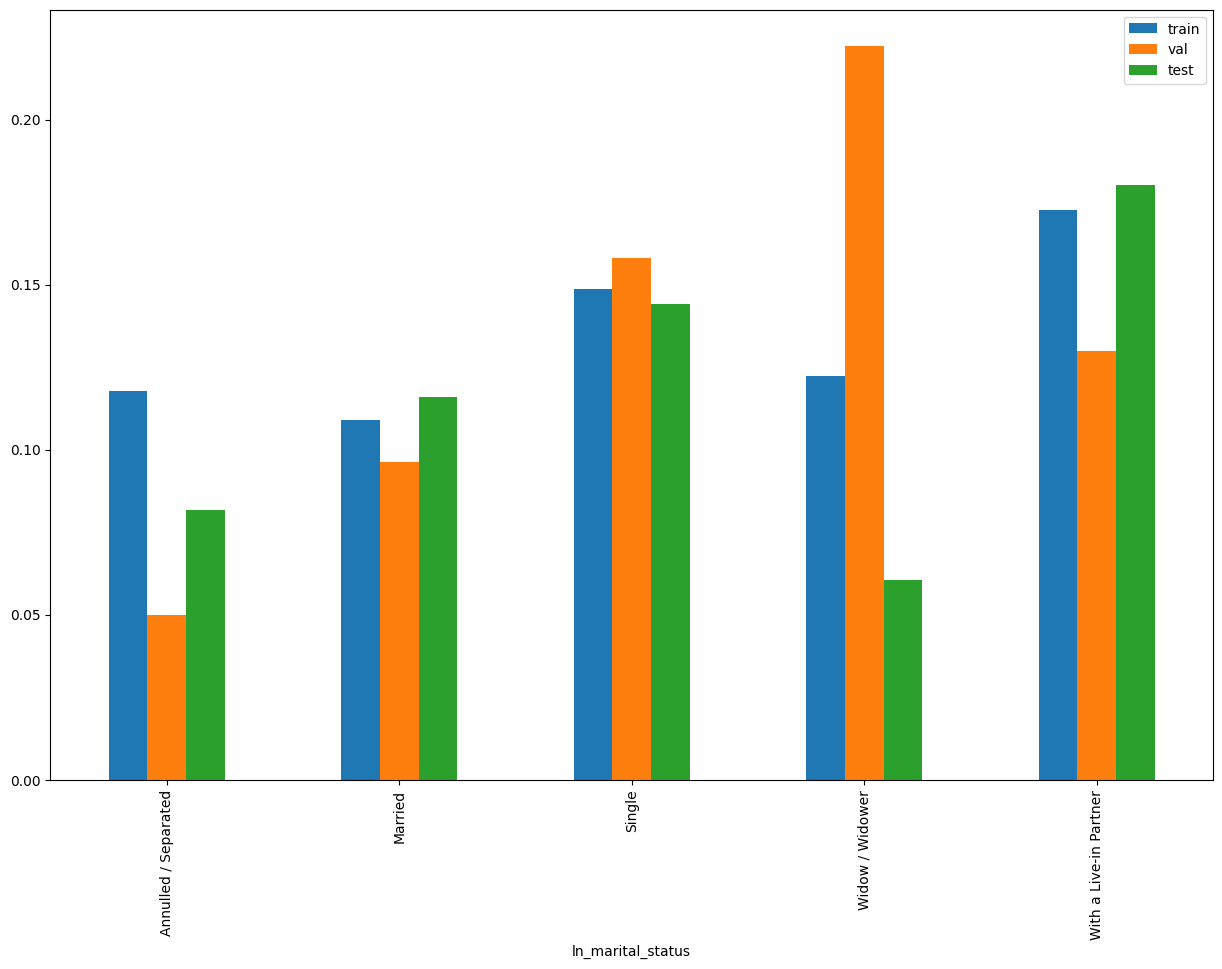 train
val
test
0.20
0.15
0.10
0.05
0.00
Annulled / Separated
Married
Single
Widow / Widower
With a Live-in Partner
ln_marital_status